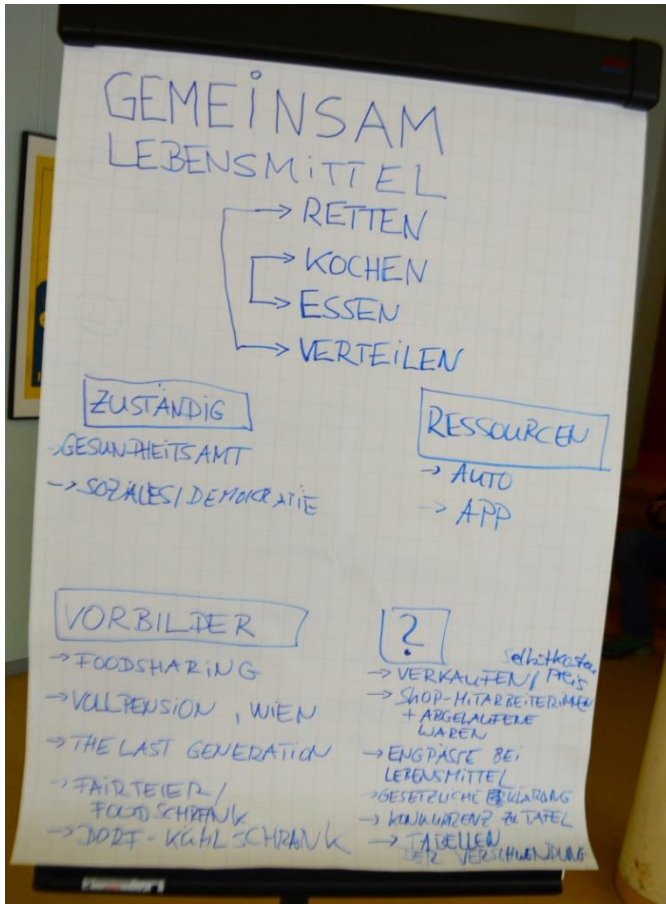 GEMEINSAM
LEBENSMITTEL
→ RETTEN
→ KOCHEN
→ ESSEN
→ VERTEILEN
ZUSTÄNDIG
→ GESUNDHEITSAMT
→ SOZIALES/DEMOKRATIE
RESSOURCEN
→ AUTO
→ APP
VORBILDER
→ FOODSHARING
→ VOLLPENSION, WIEN
→ THE LAST GENERATION
→ FAIRTEIER/
FOODSCHRANK
→ DORF-KÜHLSCHRANK
?
Selbstkosten
→ VERKAUFEN/ Preis
→ SHOP-MITARBEITERINNEN
+ ABGELAUFENE
WAREN
→ ENGPÄSSE BEI
LEBENSMITTEL
→ GESETZLICHE KLÄRUNG
→ KONKURRENZ ZU TAFEL
→ TABELLEN
DER VERSCHWENDUNG